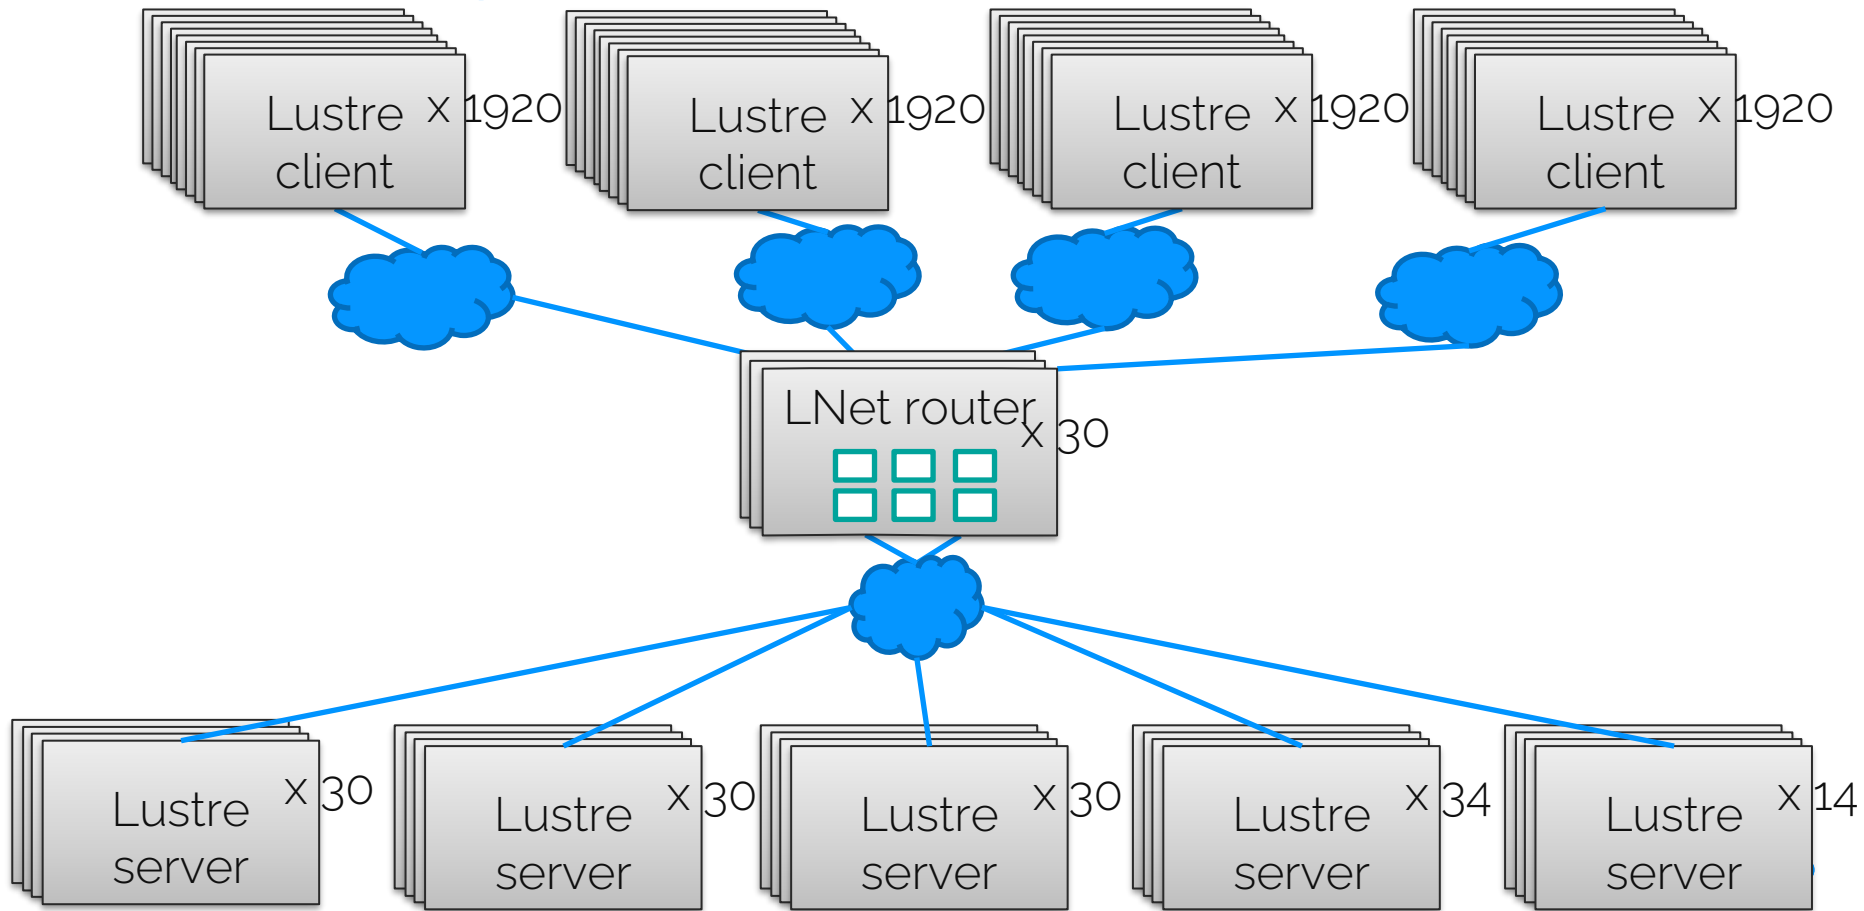 Lustre
client
x 1920
Lustre
client
x 1920
Lustre
client
x 1920
Lustre
client
x 1920
LNet router
x 30
Lustre
server
x 30
Lustre
server
x 30
Lustre
server
x 30
Lustre
server
x 34
Lustre
server
x 14